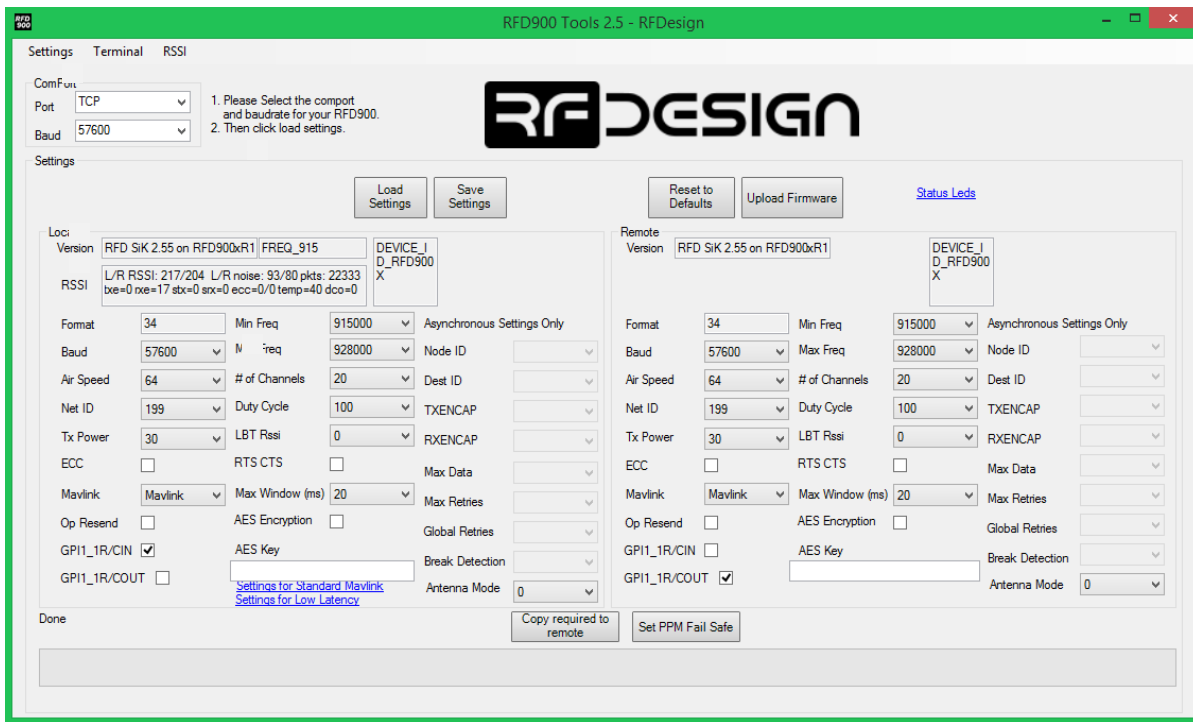 RFD
900
RFD900 Tools 2.5 - RFDesign
Settings Terminal RSSI
Port TCP
Baud 57600
1. Please Select the comport
and baudrate for your RFD900.
2. Then click load settings.
RFDESIGN
Settings
Load
Settings
Save
Settings
Reset to
Defaults
Upload Firmware
Status Leds
Version RFD SiK 2.55 on RFD900xR1 FREQ_915 DEVICE_I
D_RFD900
X
RSSI L/R RSSI: 217/204 L/R noise: 93/80 pkts: 22333
txe=0 rxe=17 stx=0 srx=0 ecc=0/0 temp=40 dco=0
Format 34 Min Freq 915000 Asynchronous Settings Only
Baud 57600 Freq 928000 Node ID
Air Speed 64 # of Channels 20 Dest ID
Net ID 199 Duty Cycle 100 TXENCAP
Tx Power 30 LBT Rssi 0 RXENCAP
ECC RTS CTS Max Data
Mavlink Mavlink Max Window (ms) 20 Max Retries
Op Resend AES Encryption Global Retries
GPI1_1R/CIN AES Key Break Detection
GPI1_1R/COUT Antenna Mode 0
Settings for Standard Mavlink
Settings for Low Latency
Remote
Version RFD SiK 2.55 on RFD900xR1 DEVICE_I
D_RFD900
X
Format 34 Min Freq 915000 Asynchronous Settings Only
Baud 57600 Max Freq 928000 Node ID
Air Speed 64 # of Channels 20 Dest ID
Net ID 199 Duty Cycle 100 TXENCAP
Tx Power 30 LBT Rssi 0 RXENCAP
ECC RTS CTS Max Data
Mavlink Mavlink Max Window (ms) 20 Max Retries
Op Resend AES Encryption Global Retries
GPI1_1R/CIN AES Key Break Detection
GPI1_1R/COUT Antenna Mode 0
Done
Copy required to
remote
Set PPM Fail Safe